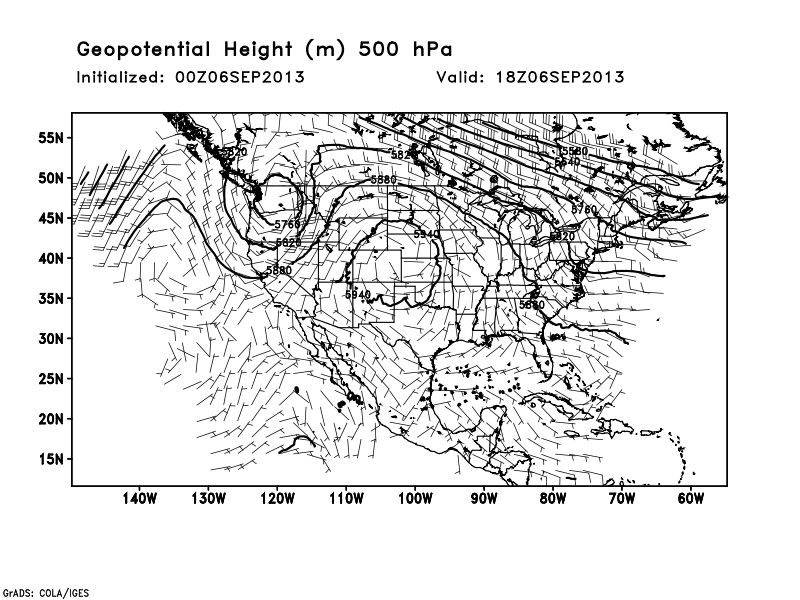 Geopotential Height (m) 500 hPa
Initialized: 00Z06SEP2013 Valid: 18Z06SEP2013
55N
50N
45N
40N
35N
30N
25N
20N
15N
140W 130W 120W 110W 100W 90W 80W 70W 60W
5820
5580
5640
5820
5880
5760
5760
5820
5940
5820
5880
5940
5880
GrADS: COLA/IGES